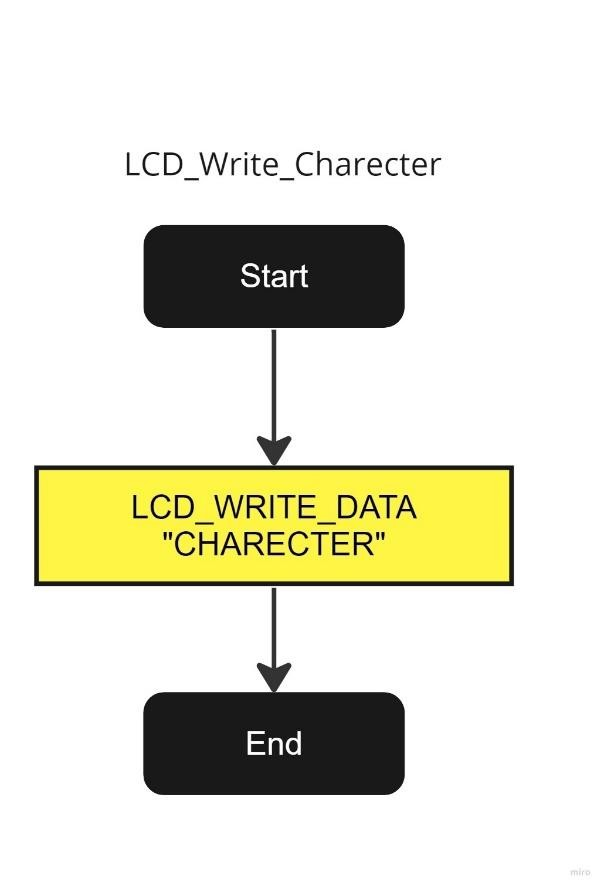 LCD_Write_Charecter
Start
LCD_WRITE_DATA
"CHARECTER"
End
miro